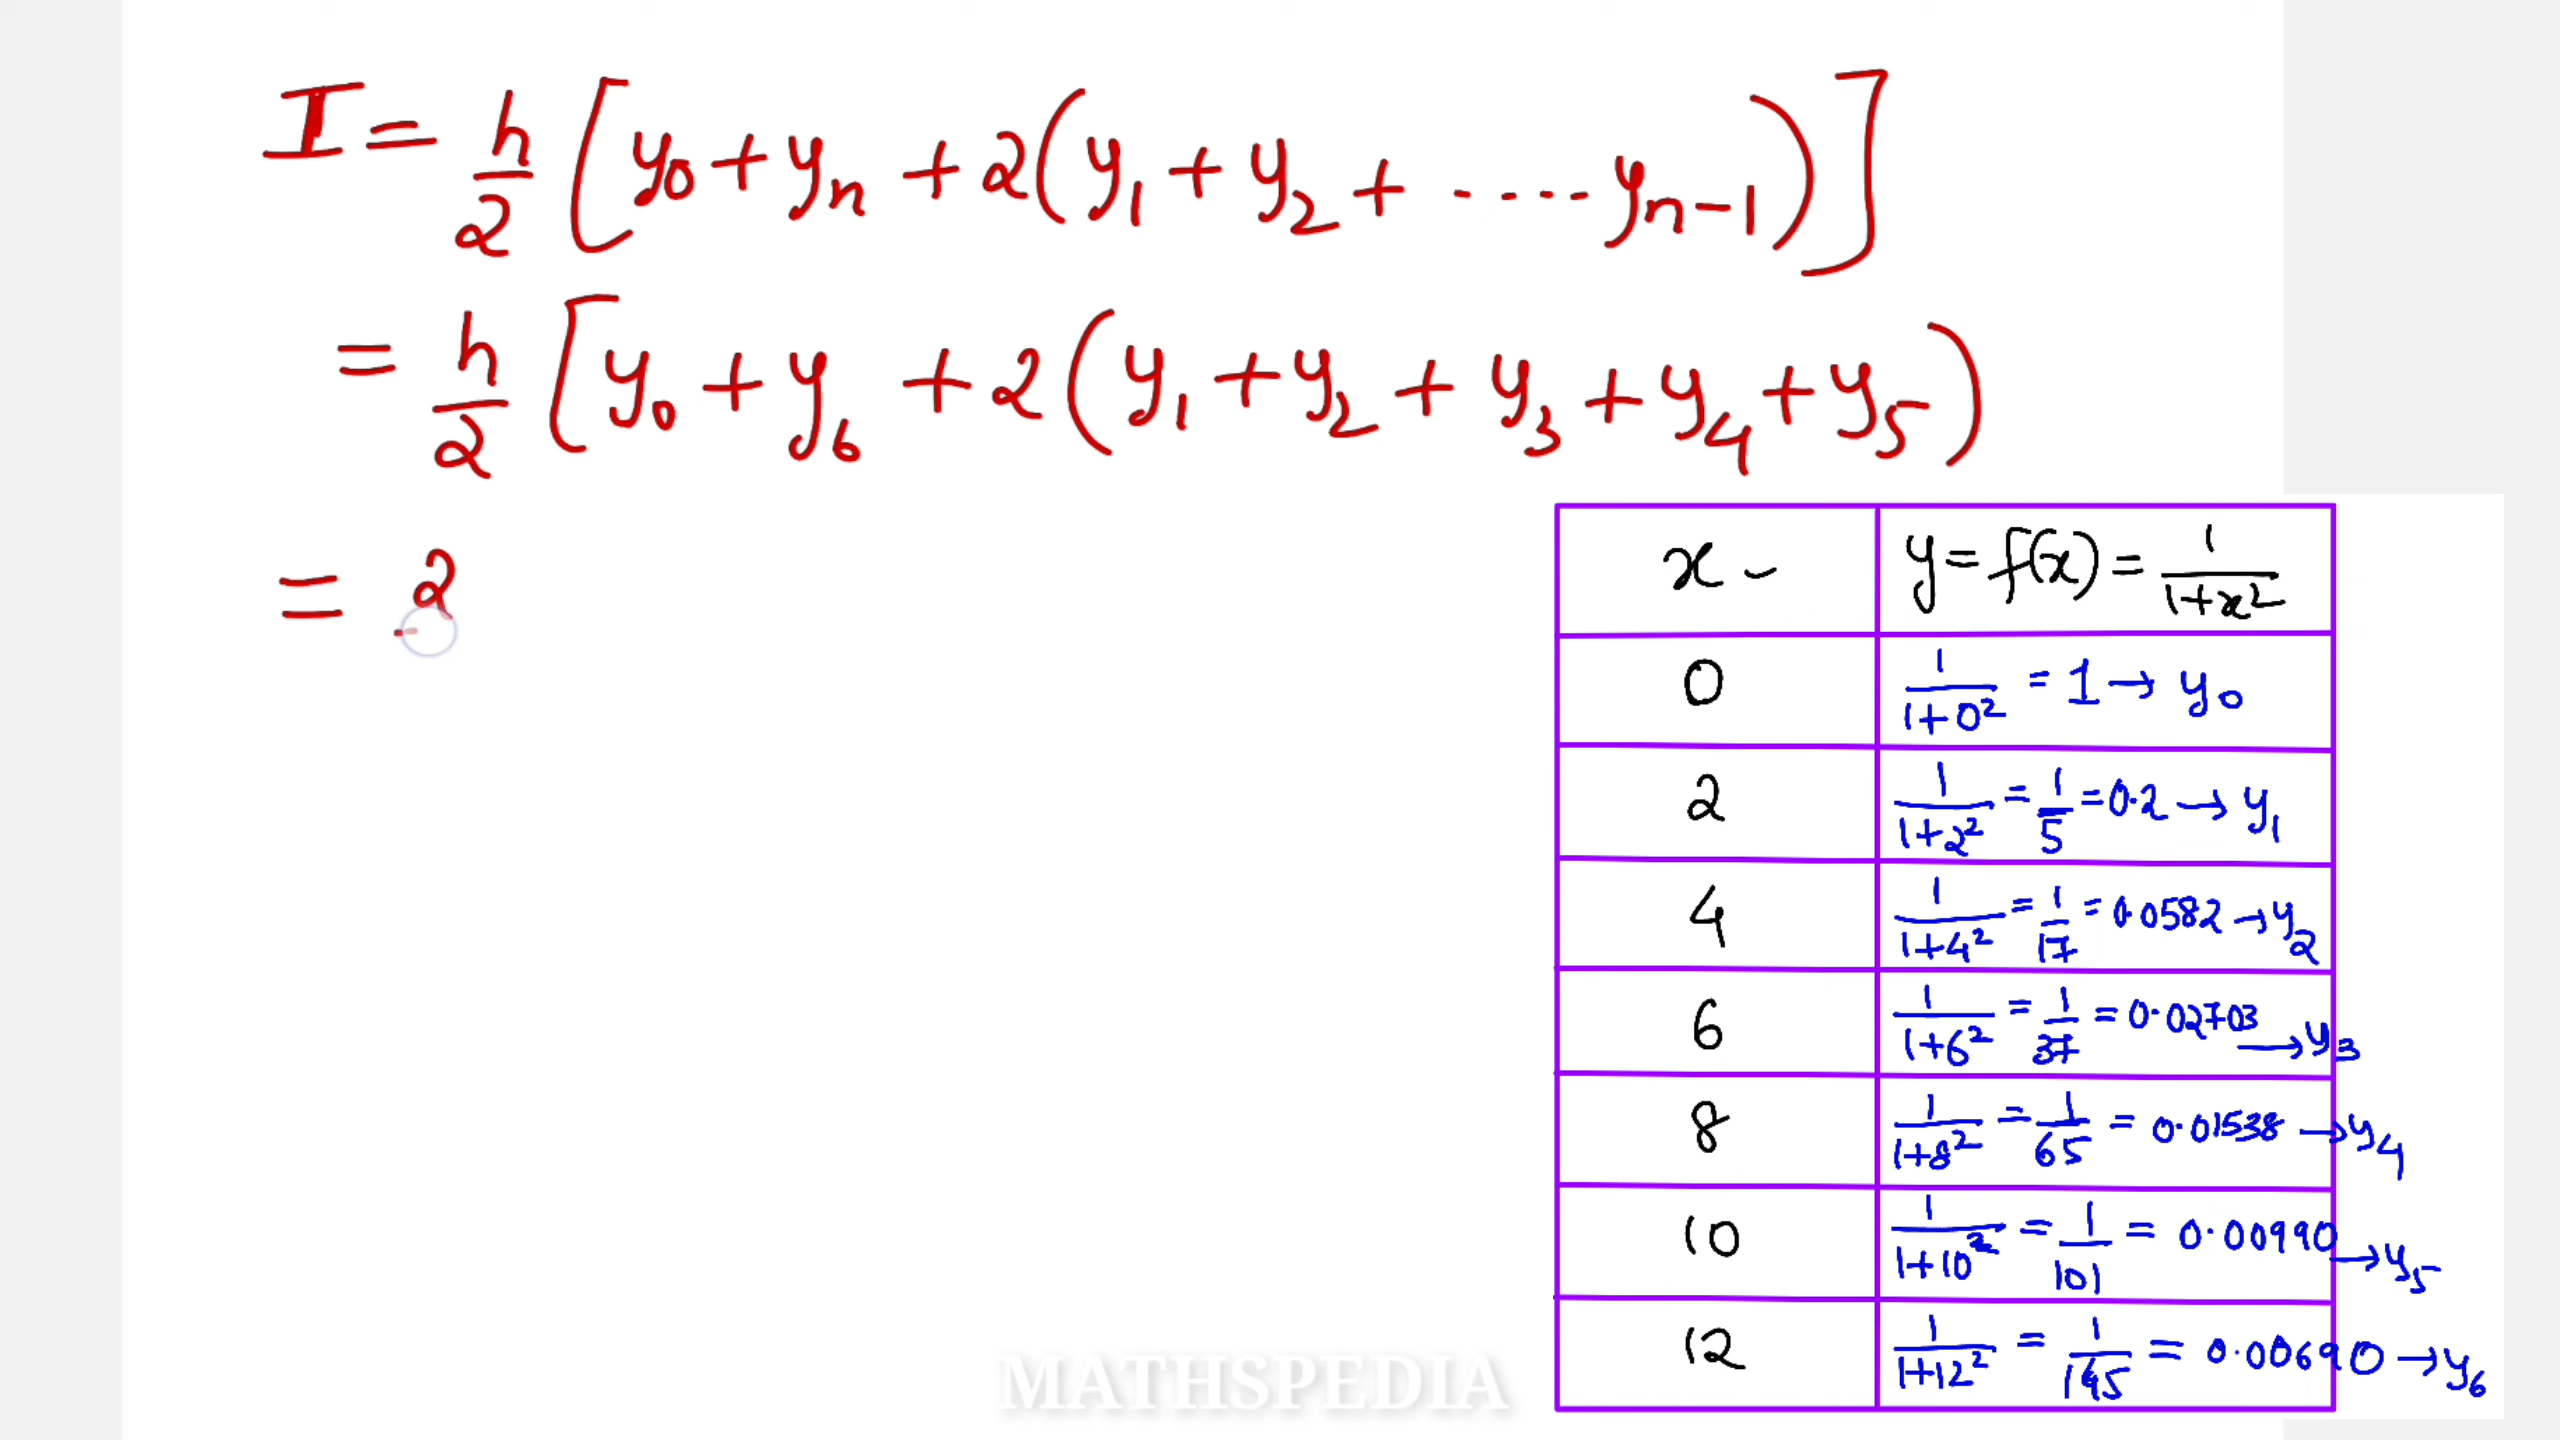 I = h/2 [y₀ + yₙ + 2(y₁ + y₂ + ..... yₙ₋₁)]
= h/2 [y₀ + y₆ + 2(y₁ + y₂ + y₃ + y₄ + y₅)
= 2
x - y = f(x) = 1/(1+x²)
0 1/(1+0²) = 1 → y₀
2 1/(1+2²) = 1/5 = 0.2 → y₁
4 1/(1+4²) = 1/17 = 0.0582 → y₂
6 1/(1+6²) = 1/37 = 0.02703 → y₃
8 1/(1+8²) = 1/65 = 0.01538 → y₄
10 1/(1+10²) = 1/101 = 0.00990 → y₅
12 1/(1+12²) = 1/145 = 0.00690 → y₆
MATHSPEDIA